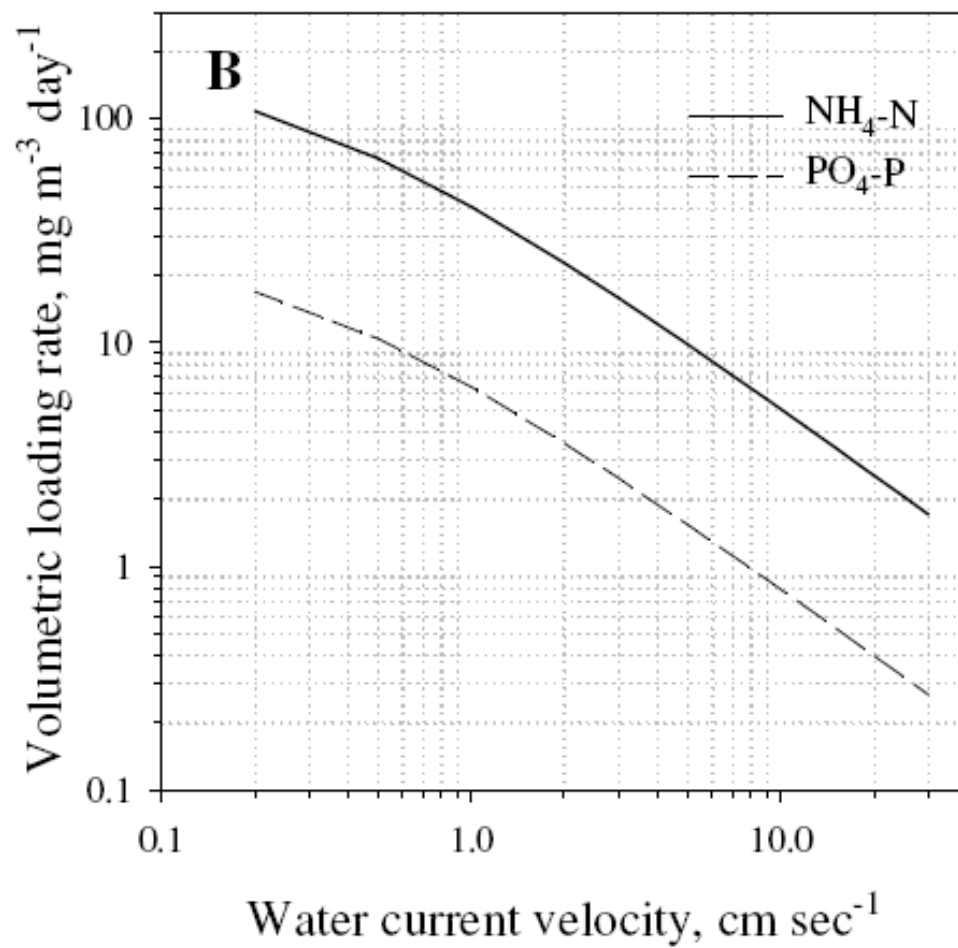 B
NH₄-N
PO₄-P
Volumetric loading rate, mg m⁻³ day⁻¹
100
10
1
0.1
0.1 1.0 10.0
Water current velocity, cm sec⁻¹